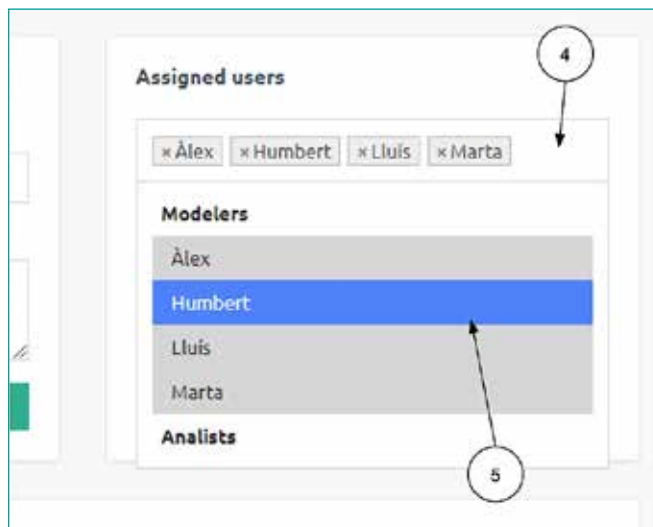 4
Assigned users
×Àlex ×Humbert ×Lluís ×Marta
Modelers
Àlex
Humbert
Lluís
Marta
Analists
5